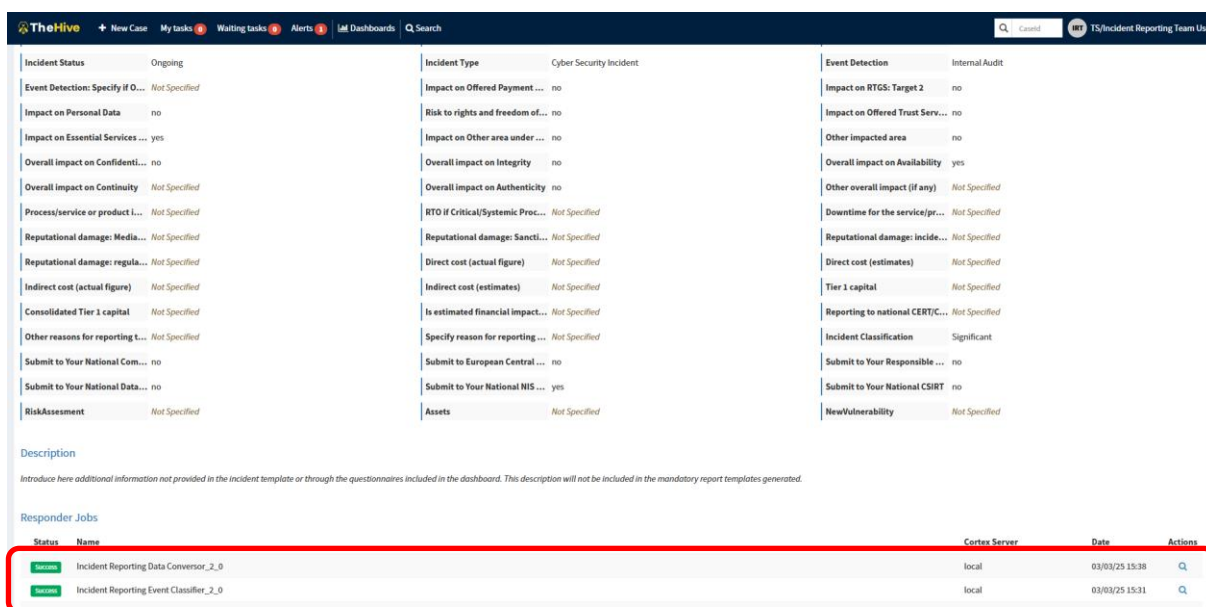 TheHive + New Case My tasks 0 Waiting tasks 0 Alerts 1 Dashboards Search CaseId IRT TS/Incident Reporting Team Us
Incident Status Ongoing Incident Type Cyber Security Incident Event Detection Internal Audit
Event Detection: Specify if O... Not Specified Impact on Offered Payment ... no Impact on RTGS: Target 2 no
Impact on Personal Data no Risk to rights and freedom of... no Impact on Offered Trust Serv... no
Impact on Essential Services ... yes Impact on Other area under ... no Other impacted area no
Overall impact on Confidenti... no Overall impact on Integrity no Overall impact on Availability yes
Overall impact on Continuity Not Specified Overall impact on Authenticity no Other overall impact (if any) Not Specified
Process/service or product i... Not Specified RTO if Critical/Systemic Proc... Not Specified Downtime for the service/pr... Not Specified
Reputational damage: Media... Not Specified Reputational damage: Sancti... Not Specified Reputational damage: incide... Not Specified
Reputational damage: regula... Not Specified Direct cost (actual figure) Not Specified Direct cost (estimates) Not Specified
Indirect cost (actual figure) Not Specified Indirect cost (estimates) Not Specified Tier 1 capital Not Specified
Consolidated Tier 1 capital Not Specified Is estimated financial impact... Not Specified Reporting to national CERT/C... Not Specified
Other reasons for reporting t... Not Specified Specify reason for reporting ... Not Specified Incident Classification Significant
Submit to Your National Com... no Submit to European Central ... no Submit to Your Responsible ... no
Submit to Your National Data... no Submit to Your National NIS ... yes Submit to Your National CSIRT no
RiskAssesment Not Specified Assets Not Specified NewVulnerability Not Specified
Description
Introduce here additional information not provided in the incident template or through the questionnaires included in the dashboard. This description will not be included in the mandatory report templates generated.
Responder Jobs
Status Name Cortex Server Date Actions
Success Incident Reporting Data Conversor_2_0 local 03/03/25 15:38
Success Incident Reporting Event Classifier_2_0 local 03/03/25 15:31